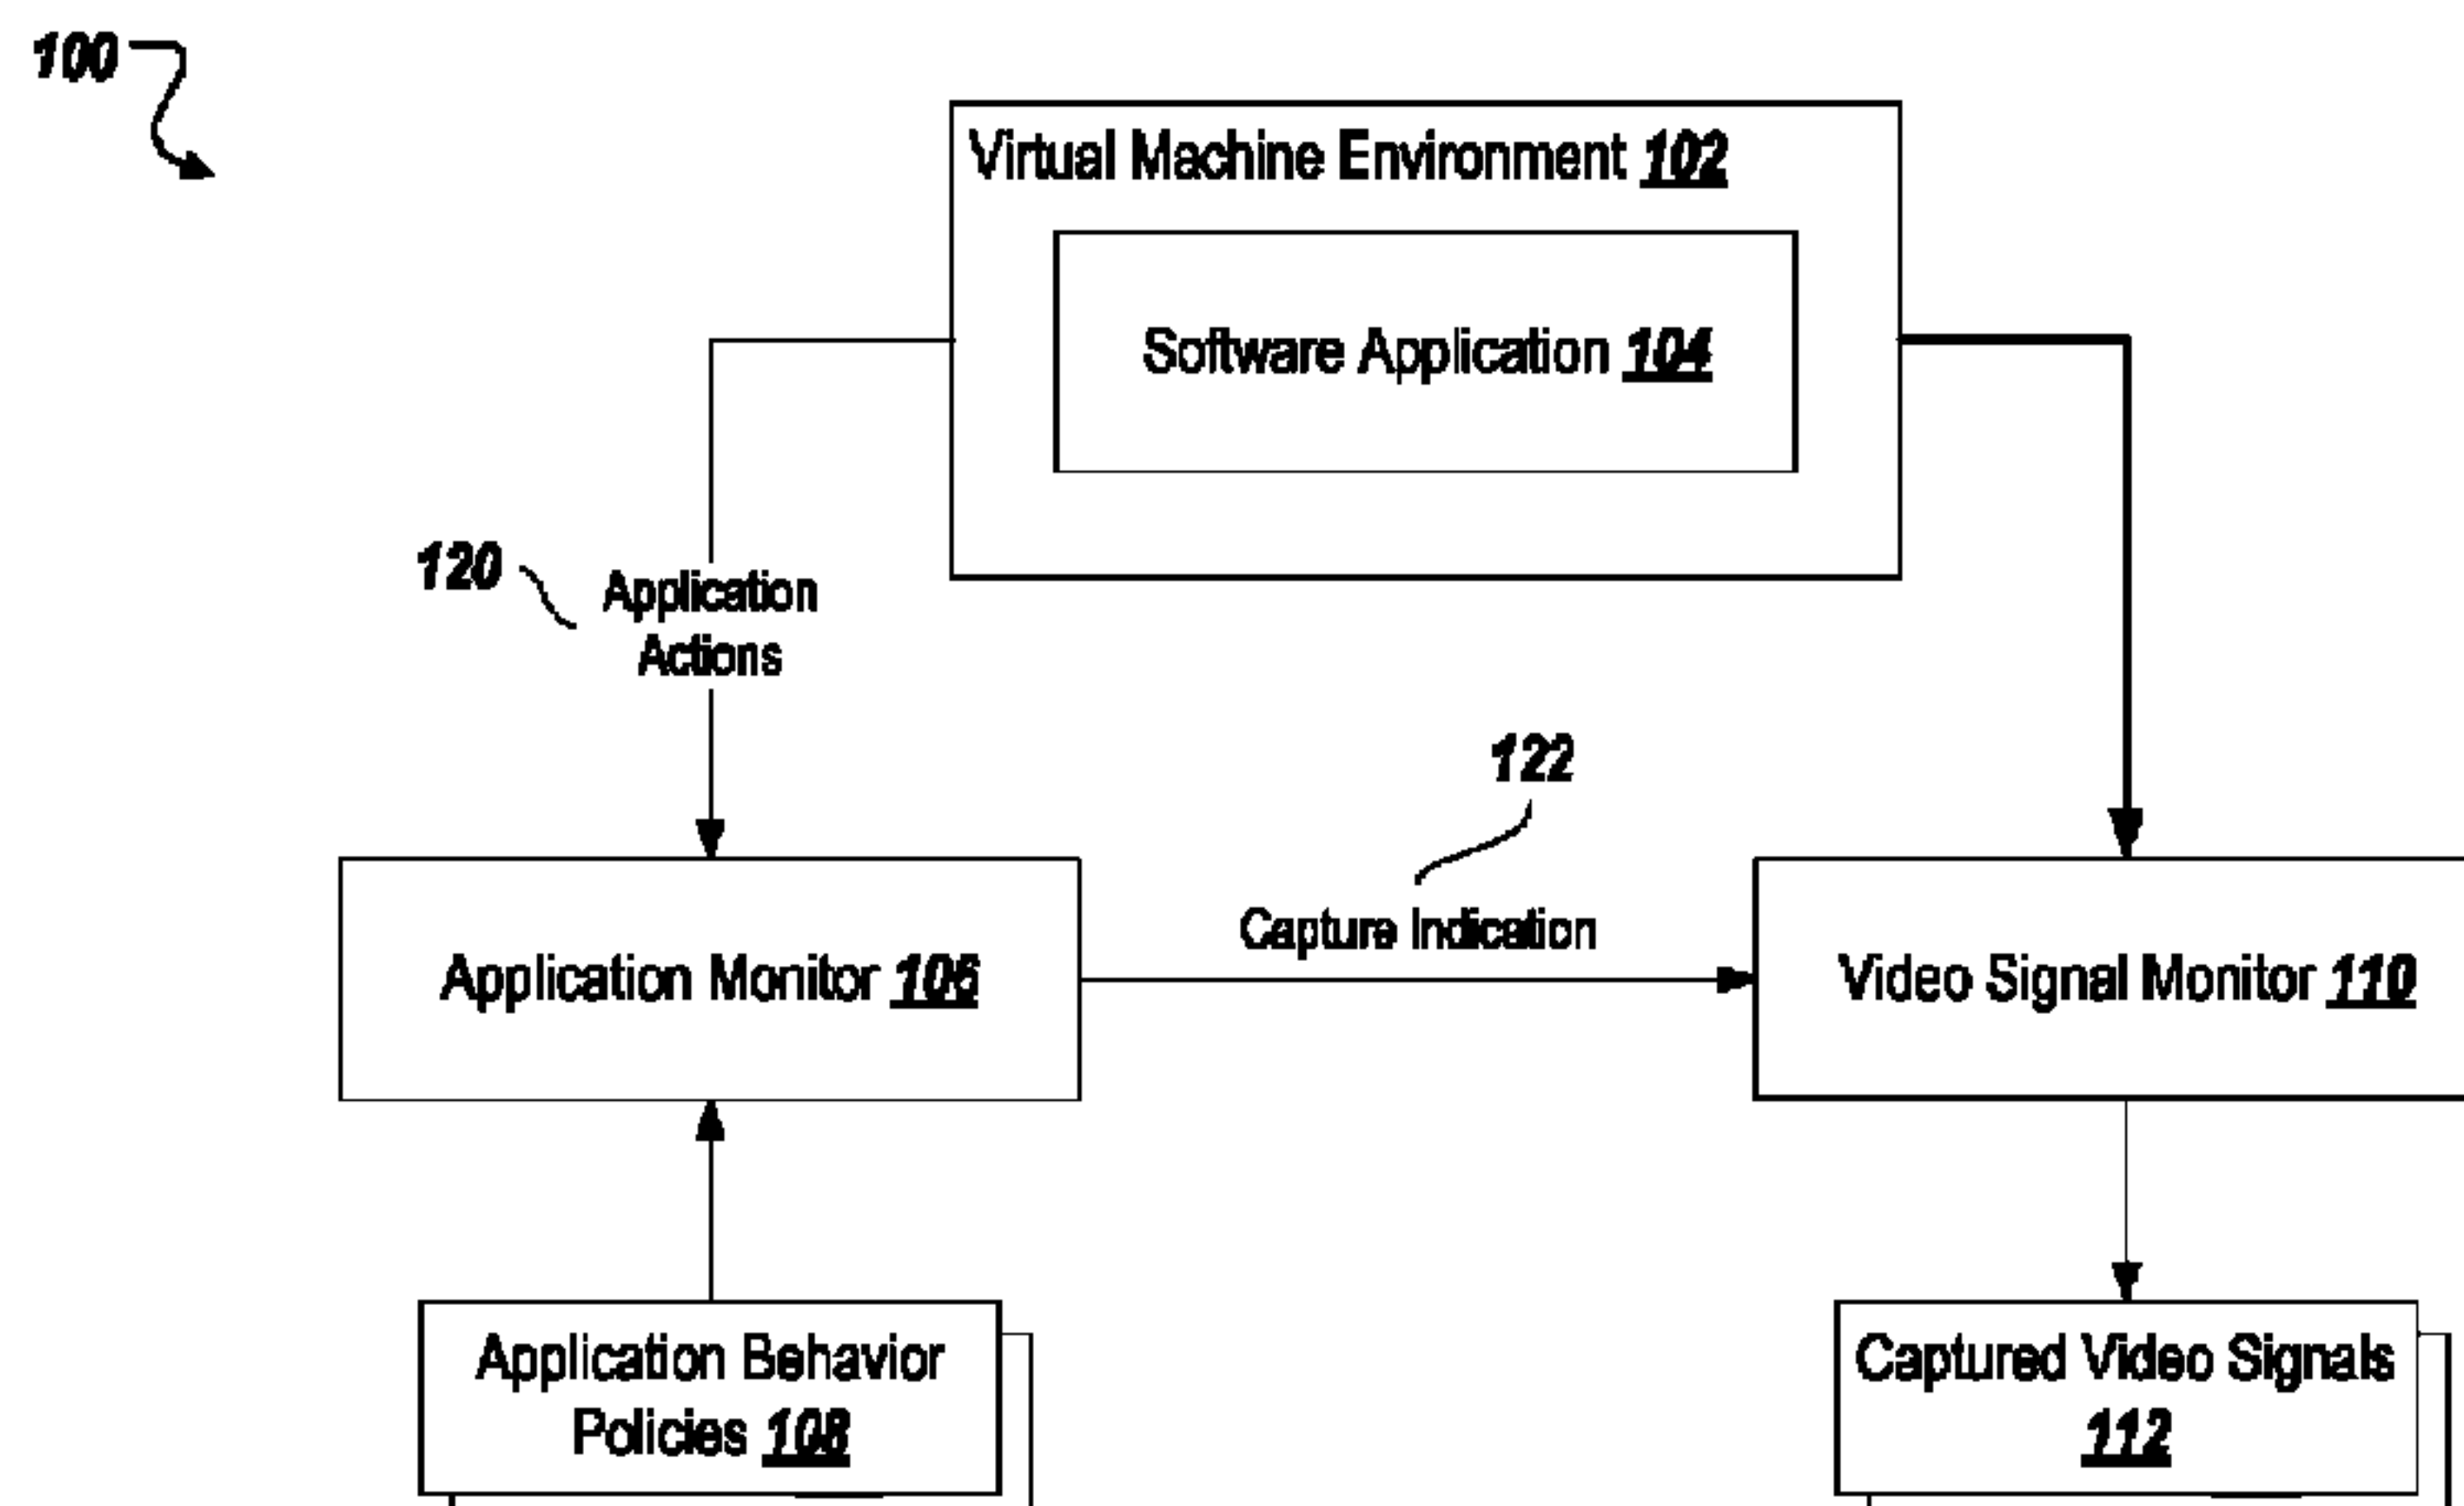 100
Virtual Machine Environment 102
Software Application 104
120
Application
Actions
122
Capture Indication
Application Monitor 106
Video Signal Monitor 110
Application Behavior
Policies 108
Captured Video Signals
112